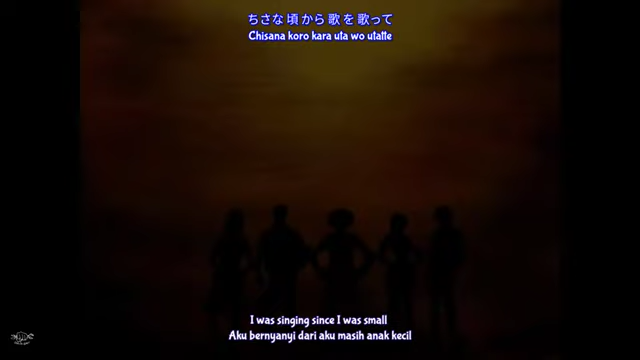 ちさな 頃 から 歌 を 歌って
Chisana koro kara uta wo utatte
I was singing since I was small
Aku bernyanyi dari aku masih anak kecil